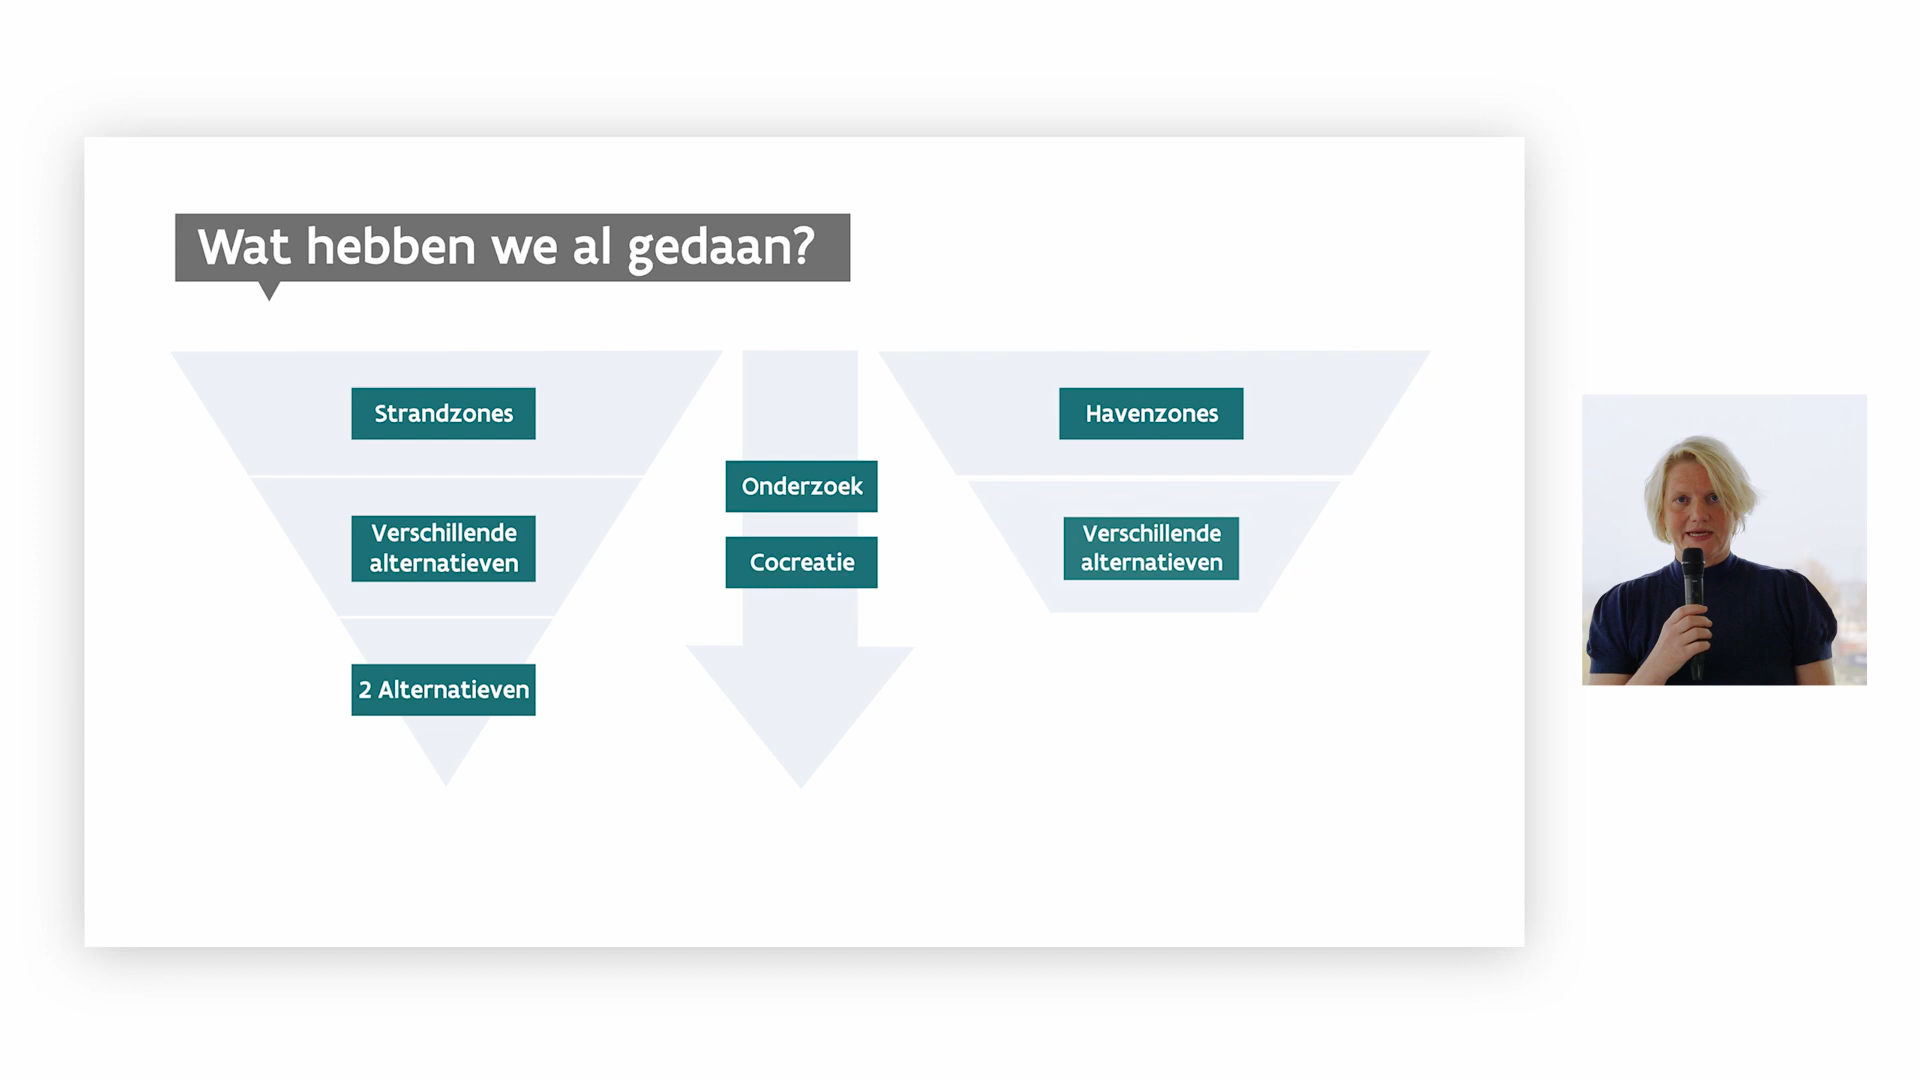 Wat hebben we al gedaan?
Strandzones
Verschillende
alternatieven
2 Alternatieven
Onderzoek
Cocreatie
Havenzones
Verschillende
alternatieven